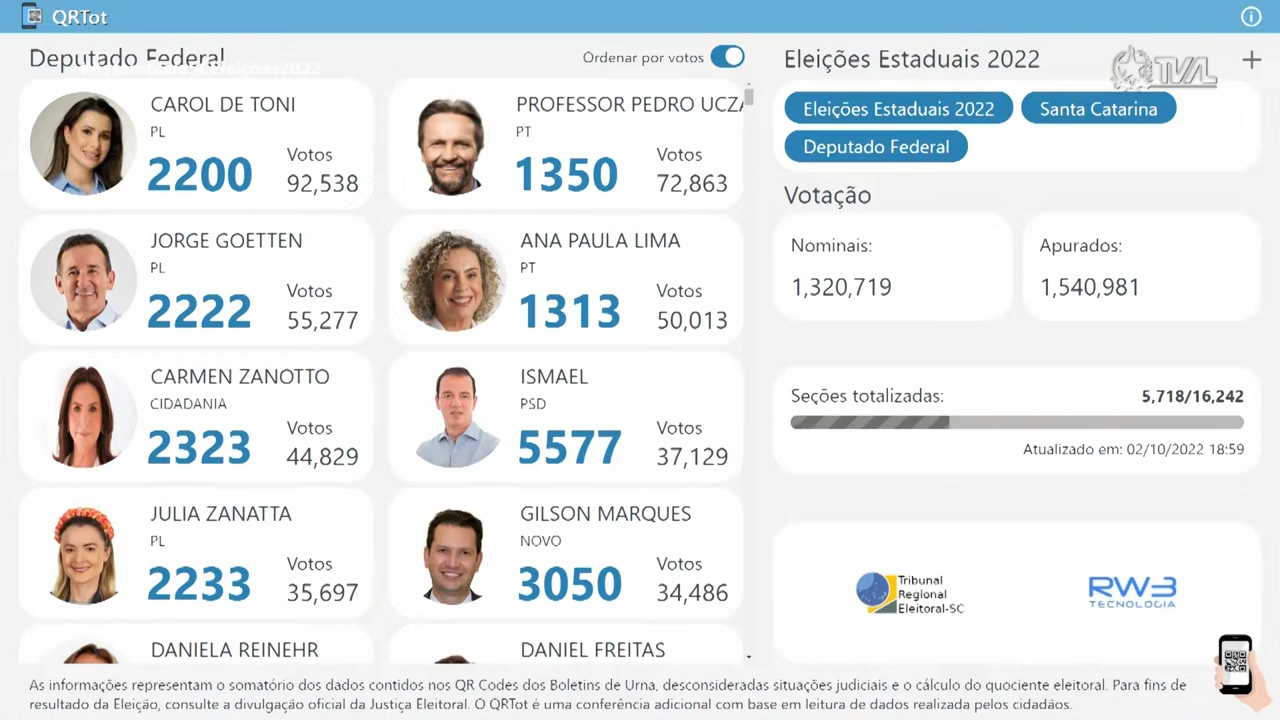 QRTot
Deputado Federal
Ordenar por votos
CAROL DE TONI
PL
2200
Votos
92,538
PROFESSOR PEDRO UCZA
PT
1350
Votos
72,863
JORGE GOETTEN
PL
2222
Votos
55,277
ANA PAULA LIMA
PT
1313
Votos
50,013
CARMEN ZANOTTO
CIDADANIA
2323
Votos
44,829
ISMAEL
PSD
5577
Votos
37,129
JULIA ZANATTA
PL
2233
Votos
35,697
GILSON MARQUES
NOVO
3050
Votos
34,486
DANIELA REINEHR
DANIEL FREITAS
Eleições Estaduais 2022
TVAL
Eleições Estaduais 2022
Santa Catarina
Deputado Federal
Votação
Nominais:
1,320,719
Apurados:
1,540,981
Seções totalizadas:
5,718/16,242
Atualizado em: 02/10/2022 18:59
Tribunal
Regional
Eleitoral-SC
RW3
TECNOLOGIA
As informações representam o somatório dos dados contidos nos QR Codes dos Boletins de Urna, desconsideradas situações judiciais e o cálculo do quociente eleitoral. Para fins de
resultado da Eleição, consulte a divulgação oficial da Justiça Eleitoral. O QRTot é uma conferência adicional com base em leitura de dados realizada pelos cidadãos.